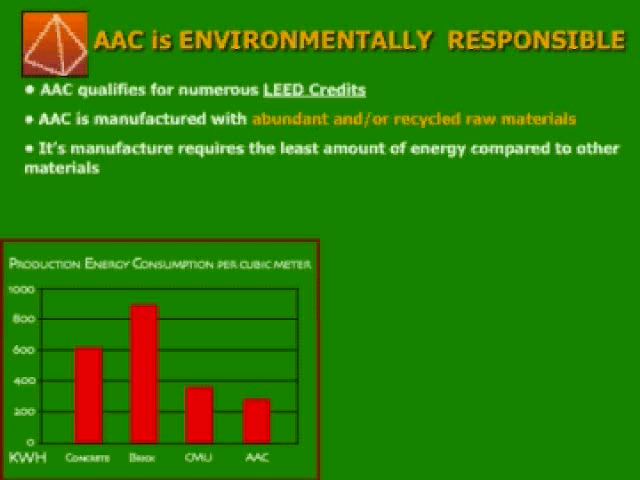 AAC is ENVIRONMENTALLY RESPONSIBLE
• AAC qualifies for numerous LEED Credits
• AAC is manufactured with abundant and/or recycled raw materials
• It's manufacture requires the least amount of energy compared to other
materials
PRODUCTION ENERGY CONSUMPTION PER CUBIC METER
1000
800
600
400
200
0
KWH CONCRETE BRICK CMU AAC